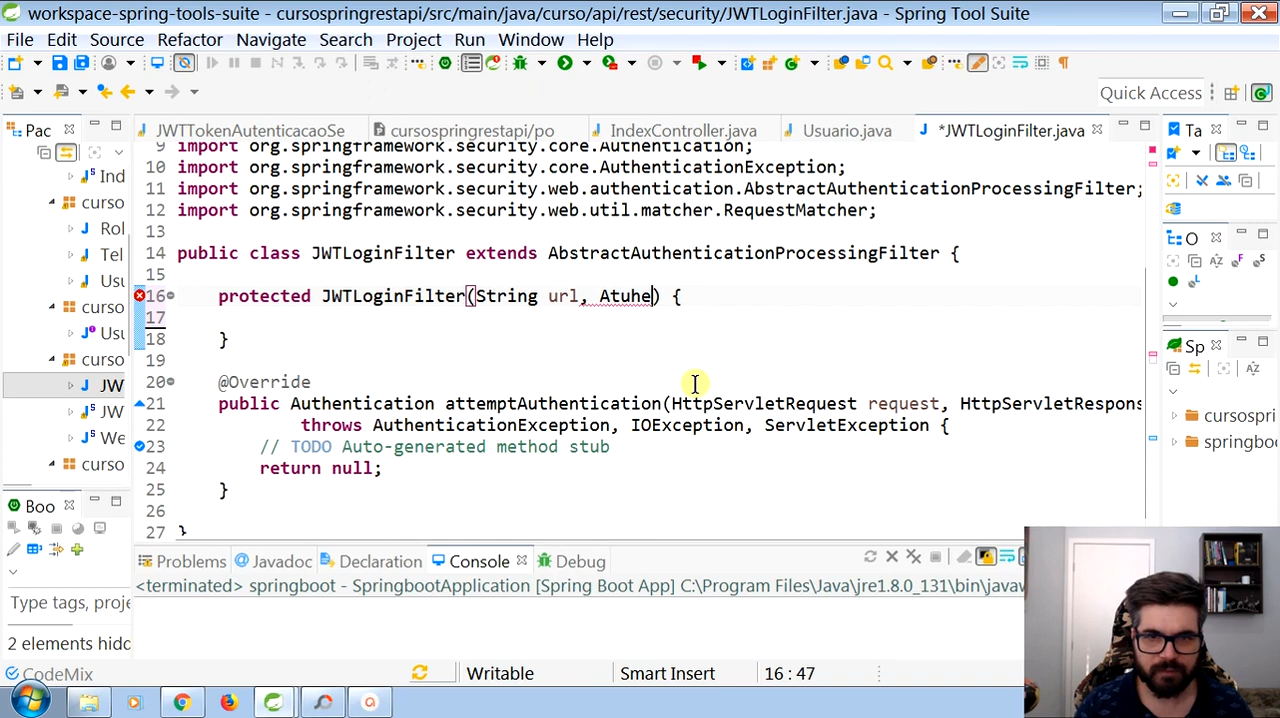 workspace-spring-tools-suite - cursospringrestapi/src/main/java/curso/api/rest/security/JWTLoginFilter.java - Spring Tool Suite
File Edit Source Refactor Navigate Search Project Run Window Help
Quick Access
Pac
JWTTokenAutenticacaoSe
cursospringrestapi/po
IndexController.java
Usuario.java
*JWTLoginFilter.java
Ta
Ind
curso
Rol
Tel
Usu
curso
Usu
curso
JW
JW
We
curso
9 import org.springframework.security.core.Authentication;
10 import org.springframework.security.core.AuthenticationException;
11 import org.springframework.security.web.authentication.AbstractAuthenticationProcessingFilter;
12 import org.springframework.security.web.util.matcher.RequestMatcher;
13
14 public class JWTLoginFilter extends AbstractAuthenticationProcessingFilter {
15
16 protected JWTLoginFilter(String url, Atuhe) {
17
18 }
19
20 @Override
21 public Authentication attemptAuthentication(HttpServletRequest request, HttpServletRespons
22 throws AuthenticationException, IOException, ServletException {
23 // TODO Auto-generated method stub
24 return null;
25 }
26
27 }
O
Sp
cursospri
springbo
Boo
Types tag, proje
2 elements hidd
Problems @ Javadoc Declaration Console Debug
<terminated> springboot - SpringbootApplication [Spring Boot App] C:\Program Files\Java\jre1.8.0_131\bin\javaw
CodeMix
Writable
Smart Insert
16 : 47